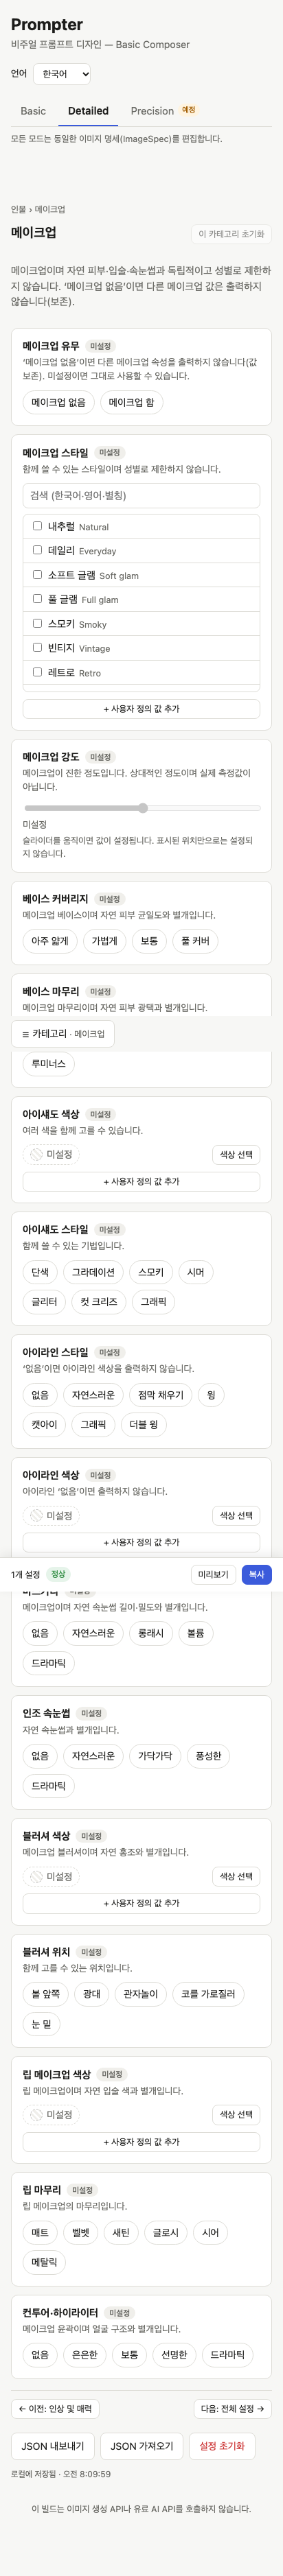 Prompter
비주얼 프롬프트 디자인 — Basic Composer
언어 한국어
Basic Detailed Precision 예정
모든 모드는 동일한 이미지 명세(ImageSpec)를 편집합니다.
인물 › 메이크업
메이크업 이 카테고리 초기화
메이크업이며 자연 피부·입술·속눈썹과 독립적이고 성별로 제한하
지 않습니다. ‘메이크업 없음’이면 다른 메이크업 값은 출력하지
않습니다(보존).
메이크업 유무 미설정
‘메이크업 없음’이면 다른 메이크업 속성을 출력하지 않습니다(값
보존). 미설정이면 그대로 사용할 수 있습니다.
메이크업 없음 메이크업 함
메이크업 스타일 미설정
함께 쓸 수 있는 스타일이며 성별로 제한하지 않습니다.
검색 (한국어·영어·별칭)
내추럴 Natural
데일리 Everyday
소프트 글램 Soft glam
풀 글램 Full glam
스모키 Smoky
빈티지 Vintage
레트로 Retro
+ 사용자 정의 값 추가
메이크업 강도 미설정
메이크업이 진한 정도입니다. 상대적인 정도이며 실제 측정값이
아닙니다.
미설정
슬라이더를 움직이면 값이 설정됩니다. 표시된 위치만으로는 설정되
지 않습니다.
베이스 커버리지 미설정
메이크업 베이스이며 자연 피부 균일도와 별개입니다.
아주 얇게 가볍게 보통 풀 커버
베이스 마무리 미설정
메이크업 마무리이며 자연 피부 광택과 별개입니다.
≡ 카테고리 · 메이크업
루미너스
아이섀도 색상 미설정
여러 색을 함께 고를 수 있습니다.
미설정 색상 선택
+ 사용자 정의 값 추가
아이섀도 스타일 미설정
함께 쓸 수 있는 기법입니다.
단색 그라데이션 스모키 시머
글리터 컷 크리즈 그래픽
아이라인 스타일 미설정
‘없음’이면 아이라인 색상을 출력하지 않습니다.
없음 자연스러운 점막 채우기 윙
캣아이 그래픽 더블 윙
아이라인 색상 미설정
아이라인 ‘없음’이면 출력하지 않습니다.
미설정 색상 선택
+ 사용자 정의 값 추가
1개 설정 정상 미리보기 복사
메이크업이며 자연 속눈썹 길이·밀도와 별개입니다.
없음 자연스러운 롱래시 볼륨
드라마틱
인조 속눈썹 미설정
자연 속눈썹과 별개입니다.
없음 자연스러운 가닥가닥 풍성한
드라마틱
블러셔 색상 미설정
메이크업 블러셔이며 자연 홍조와 별개입니다.
미설정 색상 선택
+ 사용자 정의 값 추가
블러셔 위치 미설정
함께 고를 수 있는 위치입니다.
볼 앞쪽 광대 관자놀이 코를 가로질러
눈 밑
립 메이크업 색상 미설정
립 메이크업이며 자연 입술 색과 별개입니다.
미설정 색상 선택
+ 사용자 정의 값 추가
립 마무리 미설정
립 메이크업의 마무리입니다.
매트 벨벳 새틴 글로시 시어
메탈릭
컨투어·하이라이터 미설정
메이크업 윤곽이며 얼굴 구조와 별개입니다.
없음 은은한 보통 선명한 드라마틱
← 이전: 인상 및 매력 다음: 전체 설정 →
JSON 내보내기 JSON 가져오기 설정 초기화
로컬에 저장됨 · 오전 8:09:59
이 빌드는 이미지 생성 API나 유료 AI API를 호출하지 않습니다.